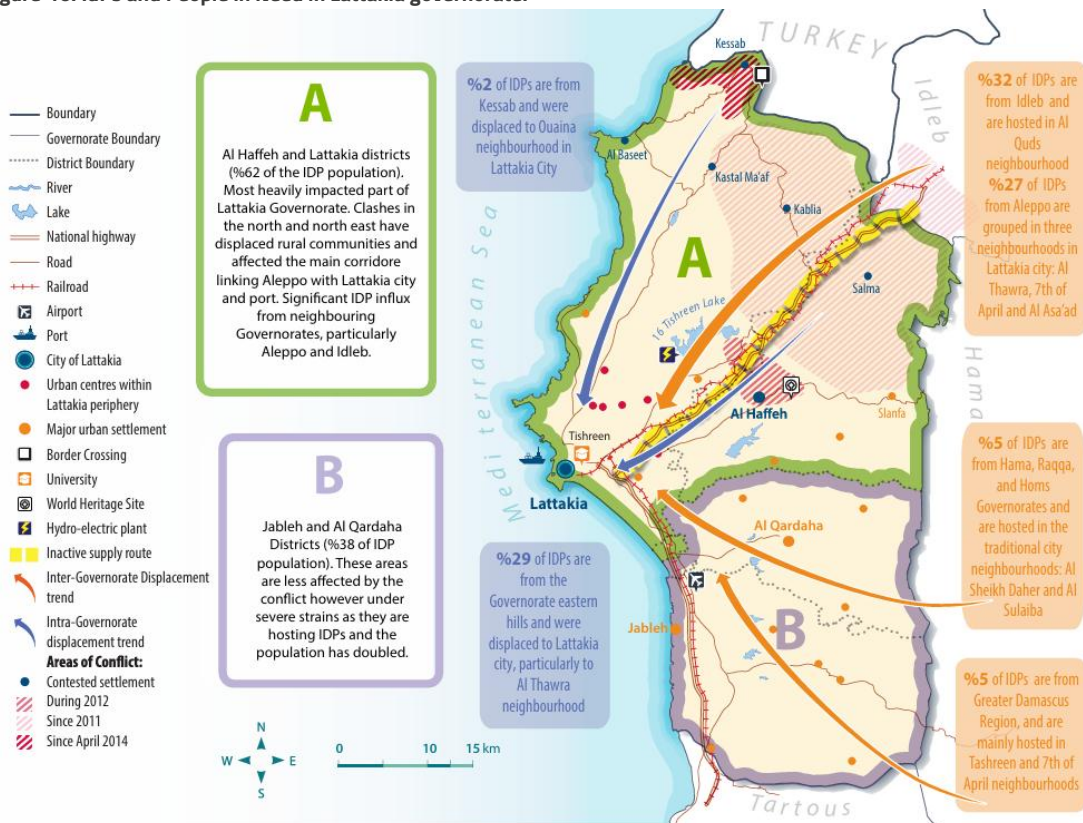 Boundary
Governorate Boundary
District Boundary
River
Lake
National highway
Road
Railroad
Airport
Port
City of Lattakia
Urban centres within
Lattakia periphery
Major urban settlement
Border Crossing
University
World Heritage Site
Hydro-electric plant
Inactive supply route
Inter-Governorate Displacement
trend
Intra-Governorate
displacement trend
Areas of Conflict:
Contested settlement
During 2012
Since 2011
Since April 2014
A
Al Haffeh and Lattakia districts
(%62 of the IDP population).
Most heavily impacted part of
Lattakia Governorate. Clashes in
the north and north east have
displaced rural communities and
affected the main corridore
linking Aleppo with Lattakia city
and port. Significant IDP influx
from neighbouring
Governorates, particularly
Aleppo and Idleb.
B
Jableh and Al Qardaha
Districts (%38 of IDP
population). These areas
are less affected by the
conflict however under
severe strains as they are
hosting IDPs and the
population has doubled.
N
W E
S
0 10 15 km
%2 of IDPs are from
Kessab and were
displaced to Ouaina
neighbourhood in
Lattakia City
%29 of IDPs are
from the
Governorate eastern
hills and were
displaced to Lattakia
city, particularly to
Al Thawra
neighbourhood
Mediterranean Sea
TURKEY
Idleb
Hama
Tartous
Kessab
Al Baseet
Kastal Ma'af
Kablia
A
Salma
16 Tishreen Lake
Al Haffeh
Slanfa
Tishreen
Lattakia
Al Qardaha
Jableh
B
%32 of IDPs are
from Idleb and
are hosted in Al
Quds
neighbourhood
%27 of IDPs
from Aleppo are
grouped in three
neighbourhoods in
Lattakia city: Al
Thawra, 7th of
April and Al Asa'ad
%5 of IDPs are
from Hama, Raqqa,
and Homs
Governorates and
are hosted in the
traditional city
neighbourhoods: Al
Sheikh Daher and Al
Sulaiba
%5 of IDPs are from
Greater Damascus
Region, and are
mainly hosted in
Tashreen and 7th of
April neighbourhoods